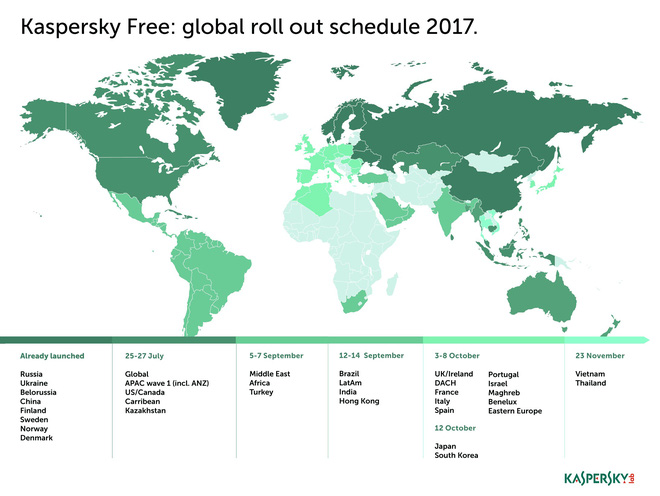 Kaspersky Free: global roll out schedule 2017.
Already launched
Russia
Ukraine
Belorussia
China
Finland
Sweden
Norway
Denmark
25-27 July
Global
APAC wave 1 (incl. ANZ)
US/Canada
Carribean
Kazakhstan
5-7 September
Middle East
Africa
Turkey
12-14 September
Brazil
LatAm
India
Hong Kong
3-8 October
UK/Ireland
DACH
France
Italy
Spain
Portugal
Israel
Maghreb
Benelux
Eastern Europe
12 October
Japan
South Korea
23 November
Vietnam
Thailand
KASPERSKY lab